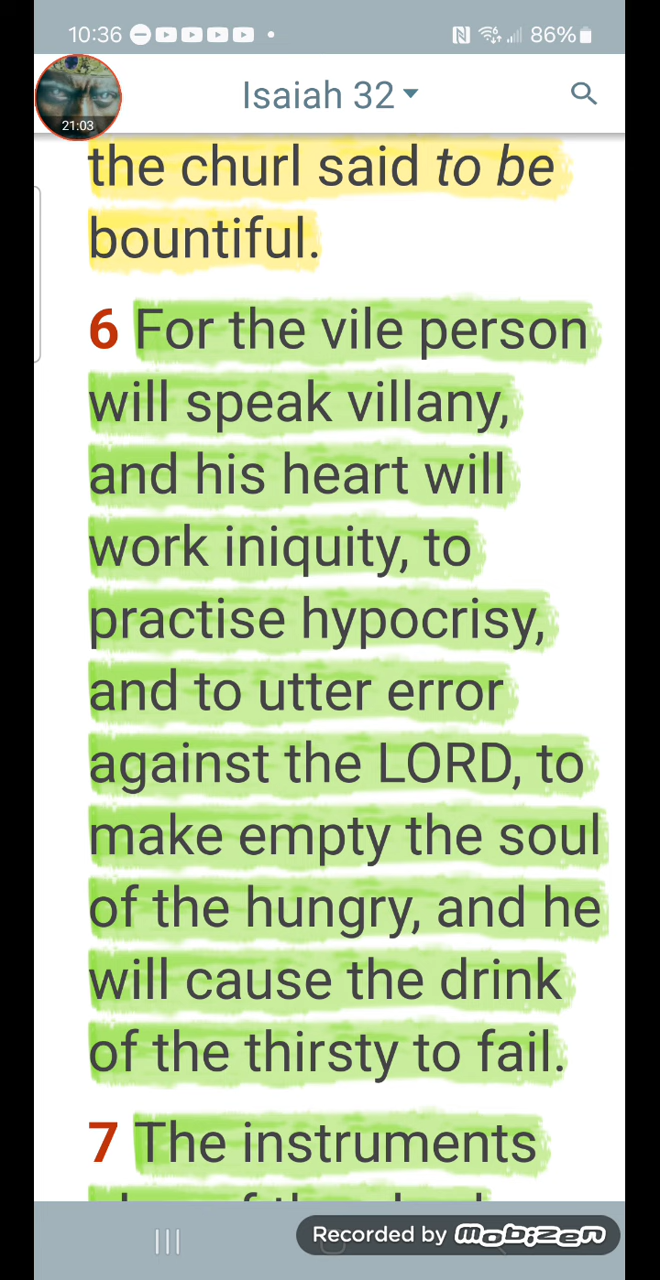 10:36
86%
21:03
Isaiah 32
the churl said to be
bountiful.
6 For the vile person
will speak villany,
and his heart will
work iniquity, to
practise hypocrisy,
and to utter error
against the LORD, to
make empty the soul
of the hungry, and he
will cause the drink
of the thirsty to fail.
7 The instruments
Recorded by Mobizen